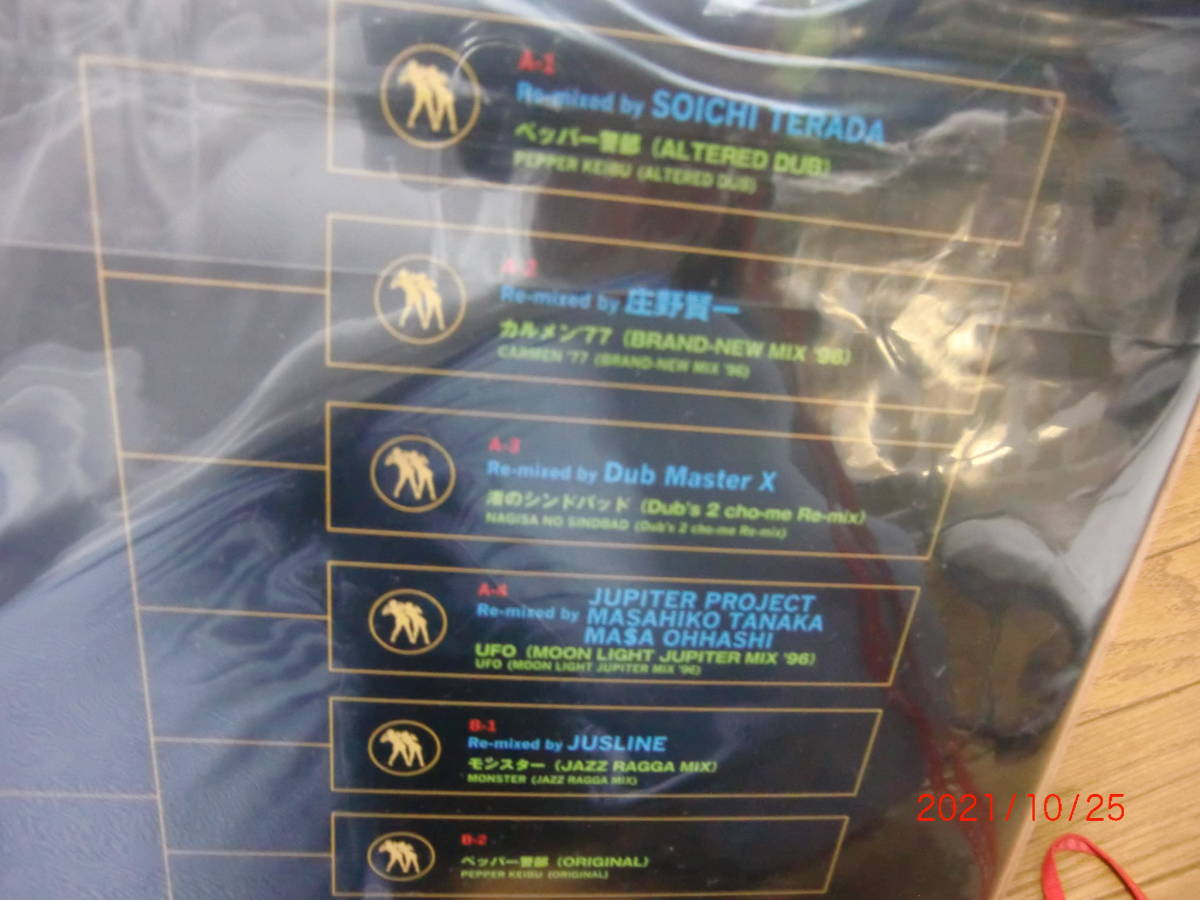 A-1
Re-mixed by SOICHI TERADA
ペッパー警部 (ALTERED DUB)
PEPPER KEIBU (ALTERED DUB)
A-2
Re-mixed by 庄野賢一
カルメン'77 (BRAND-NEW MIX '96)
CARMEN '77 (BRAND-NEW MIX '96)
A-3
Re-mixed by Dub Master X
渚のシンドバッド (Dub's 2 cho-me Re-mix)
NAGISA NO SINDBAD (Dub's 2 cho-me Re-mix)
A-4
Re-mixed by JUPITER PROJECT
MASAHIKO TANAKA
MA$A OHHASHI
UFO (MOON LIGHT JUPITER MIX '96)
UFO (MOON LIGHT JUPITER MIX '96)
B-1
Re-mixed by JUSLINE
モンスター (JAZZ RAGGA MIX)
MONSTER (JAZZ RAGGA MIX)
B-2
ペッパー警部 (ORIGINAL)
PEPPER KEIBU (ORIGINAL)
2021/10/25